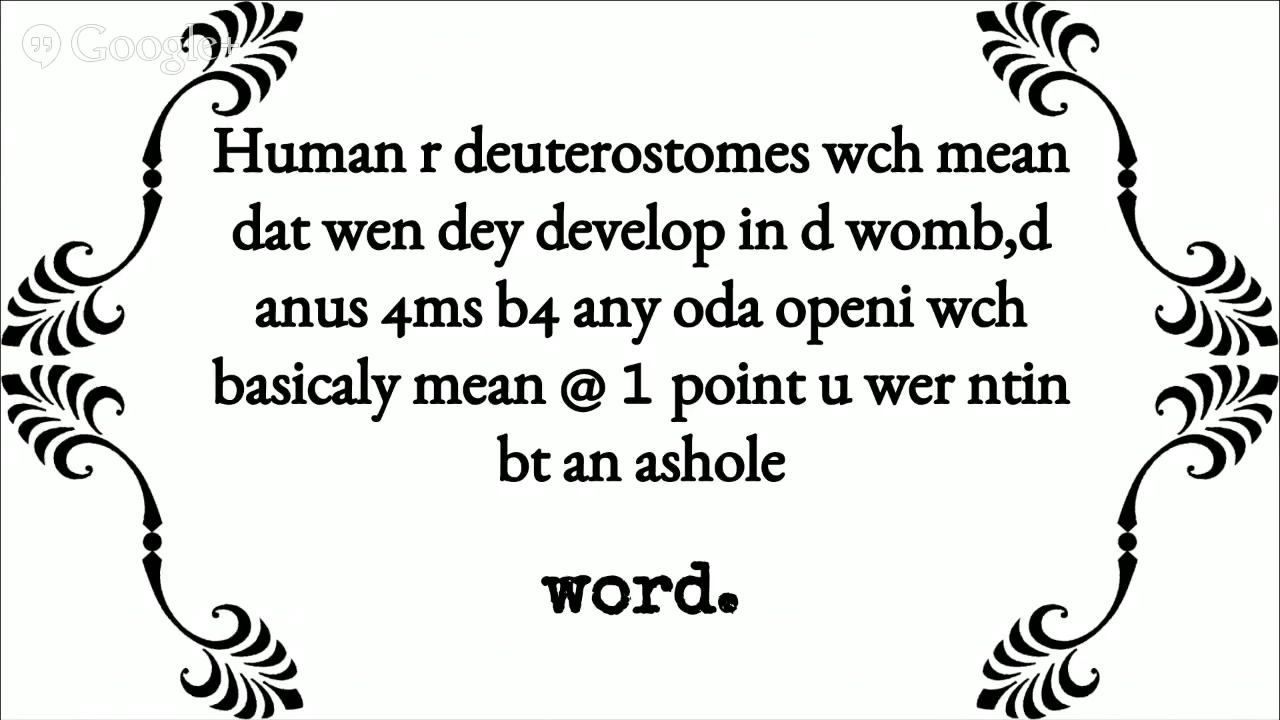 Google+
Human r deuterostomes wch mean
dat wen dey develop in d womb,d
anus 4ms b4 any oda openi wch
basicaly mean @ 1 point u wer ntin
bt an ashole
word.